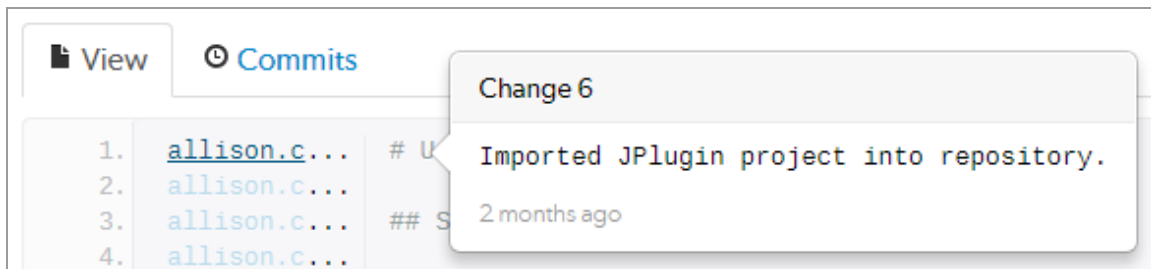 View Commits
Change 6
1. allison.c... # U
Imported JPlugin project into repository.
2. allison.c...
3. allison.c... ## S
2 months ago
4. allison.c...